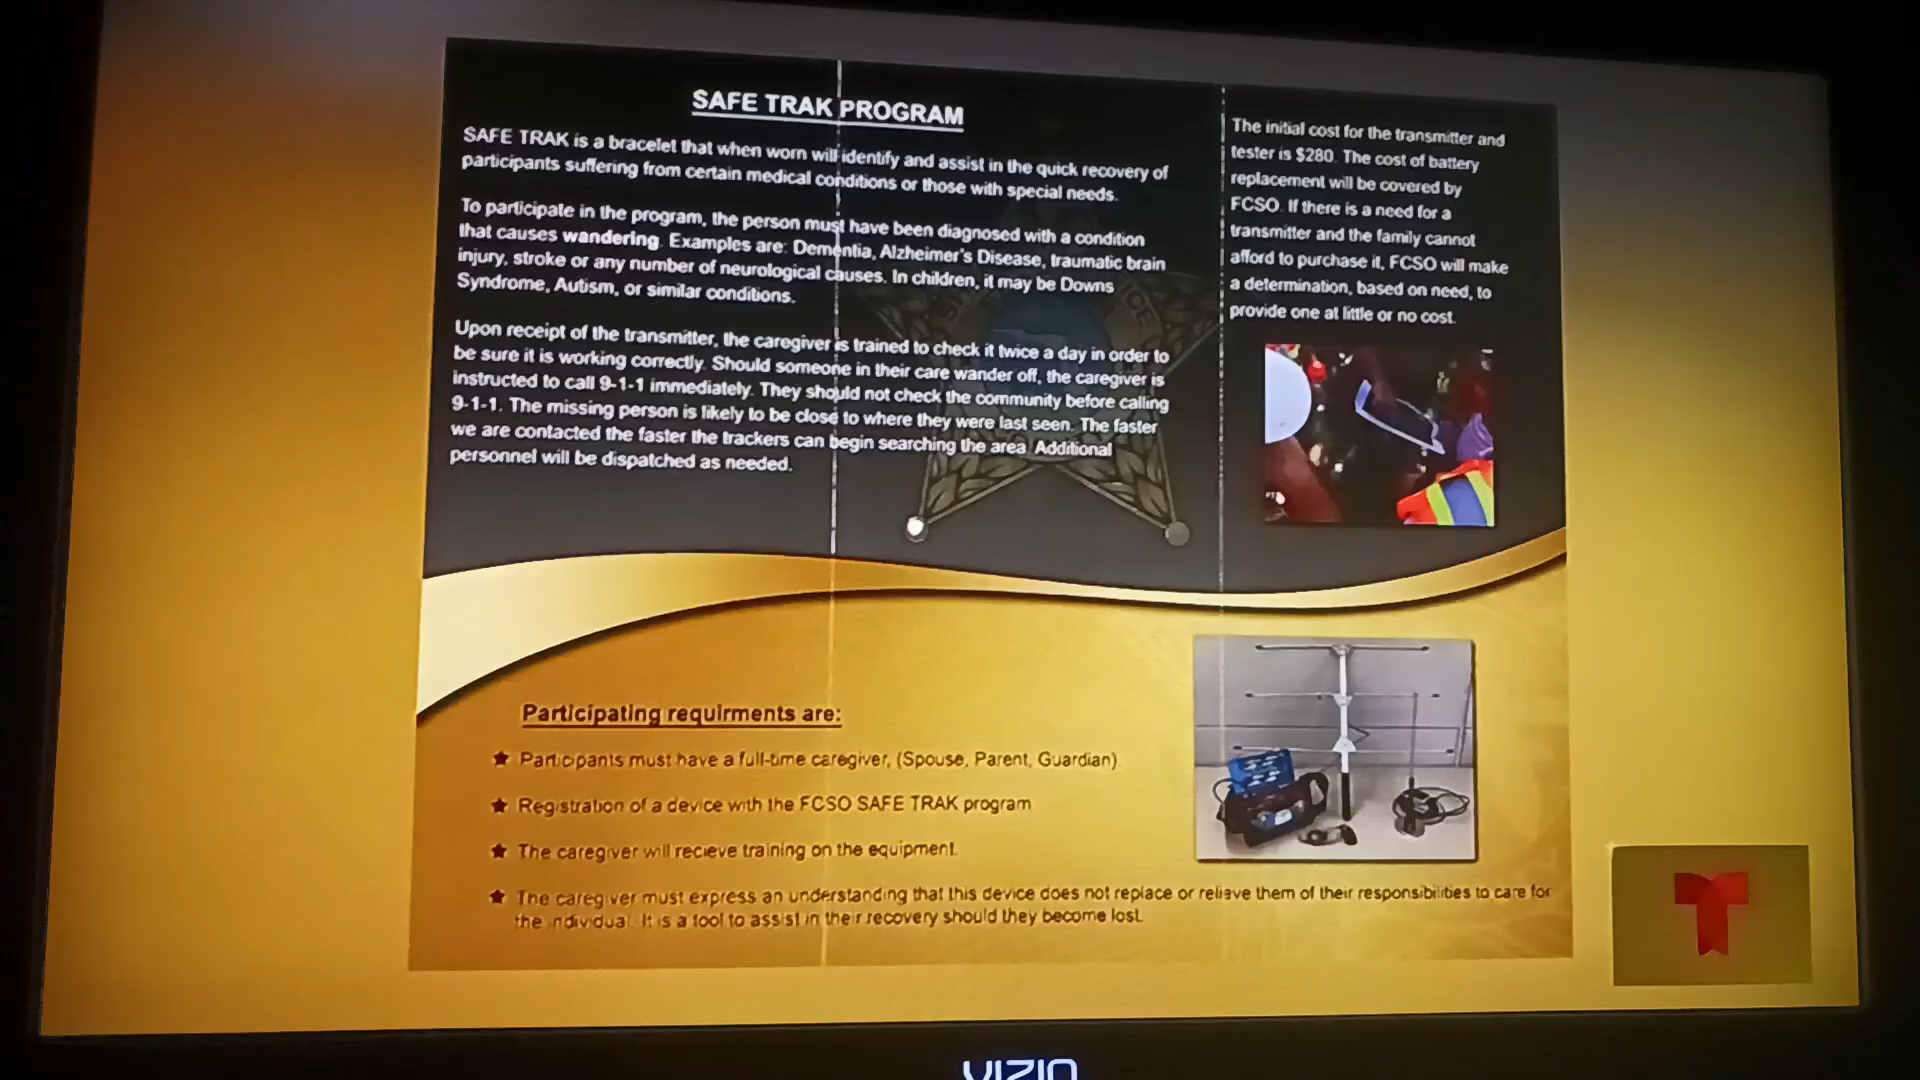 SAFE TRAK PROGRAM
SAFE TRAK is a bracelet that when worn will identify and assist in the quick recovery of
participants suffering from certain medical conditions or those with special needs.
To participate in the program, the person must have been diagnosed with a condition
that causes wandering. Examples are: Dementia, Alzheimer's Disease, traumatic brain
injury, stroke or any number of neurological causes. In children, it may be Downs
Syndrome, Autism, or similar conditions.
Upon receipt of the transmitter, the caregiver is trained to check it twice a day in order to
be sure it is working correctly. Should someone in their care wander off, the caregiver is
instructed to call 9-1-1 immediately. They should not check the community before calling
9-1-1. The missing person is likely to be close to where they were last seen. The faster
we are contacted the faster the trackers can begin searching the area. Additional
personnel will be dispatched as needed.
The initial cost for the transmitter and
tester is $280. The cost of battery
replacement will be covered by
FCSO. If there is a need for a
transmitter and the family cannot
afford to purchase it, FCSO will make
a determination, based on need, to
provide one at little or no cost.
Participating requirments are:
★ Participants must have a full-time caregiver, (Spouse, Parent, Guardian)
★ Registration of a device with the FCSO SAFE TRAK program
★ The caregiver will recieve training on the equipment.
★ The caregiver must express an understanding that this device does not replace or relieve them of their responsibilities to care for
the individual. It is a tool to assist in their recovery should they become lost.
T
VIZIO